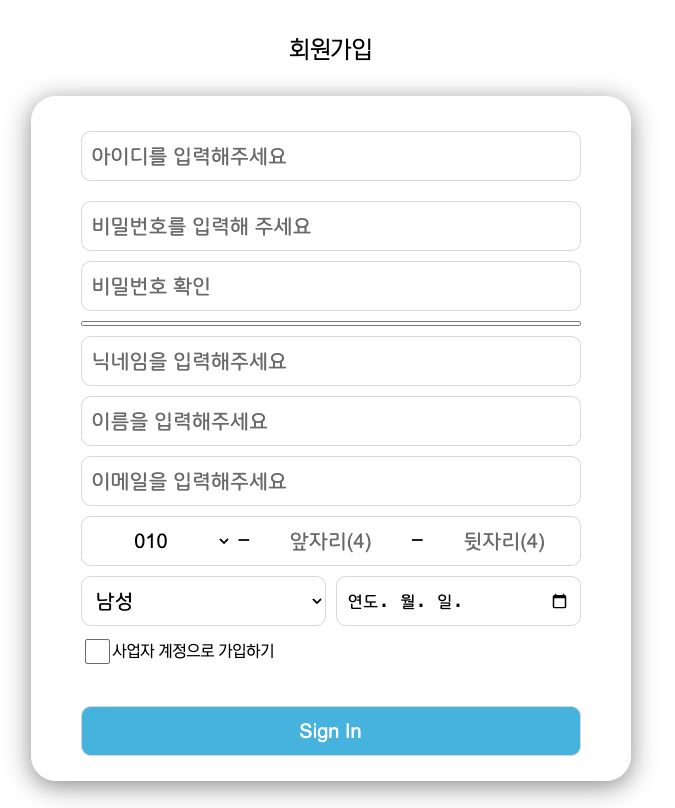 회원가입
아이디를 입력해주세요
비밀번호를 입력해 주세요
비밀번호 확인
닉네임을 입력해주세요
이름을 입력해주세요
이메일을 입력해주세요
010 – 앞자리(4) – 뒷자리(4)
남성 연도. 월. 일.
사업자 계정으로 가입하기
Sign In